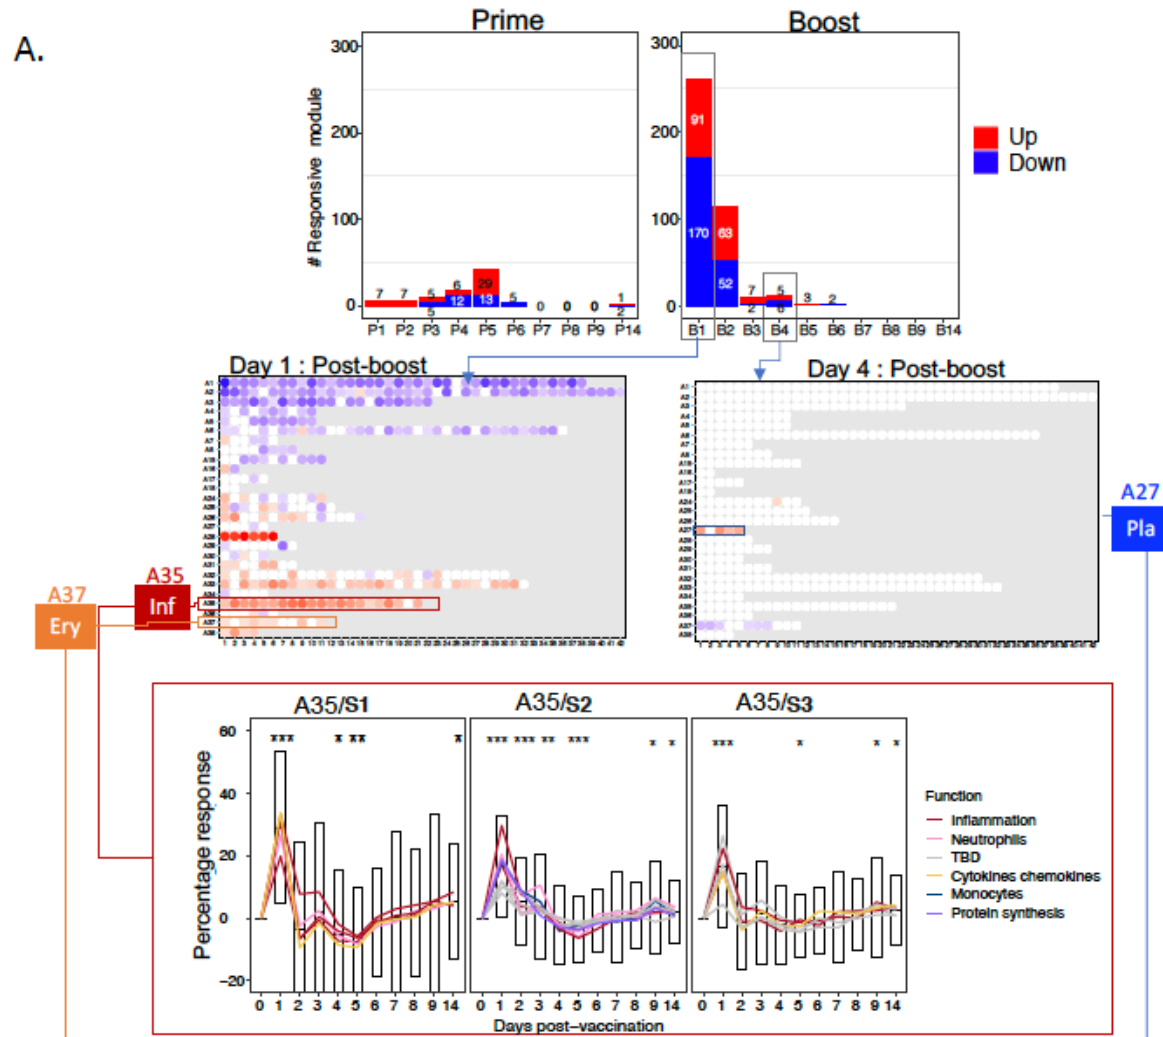 A.
Prime
Boost
# Responsive module
300
200
100
0
7 7 5 5 6 12 29 13 5 0 0 0 1 2
P1 P2 P3 P4 P5 P6 P7 P8 P9 P14
300
200
100
0
91 170 63 52 7 2 5 6 3 2
B1 B2 B3 B4 B5 B6 B7 B8 B9 B14
Up
Down
Day 1 : Post-boost
Day 4 : Post-boost
A27
Pla
A35
Inf
A37
Ery
A35/S1
A35/S2
A35/S3
Percentage response
60
40
20
0
−20
*** * ** *
*** *** ** *** * *
*** * * *
0 1 2 3 4 5 6 7 8 9 14
0 1 2 3 4 5 6 7 8 9 14
0 1 2 3 4 5 6 7 8 9 14
Days post−vaccination
Function
Inflammation
Neutrophils
TBD
Cytokines chemokines
Monocytes
Protein synthesis